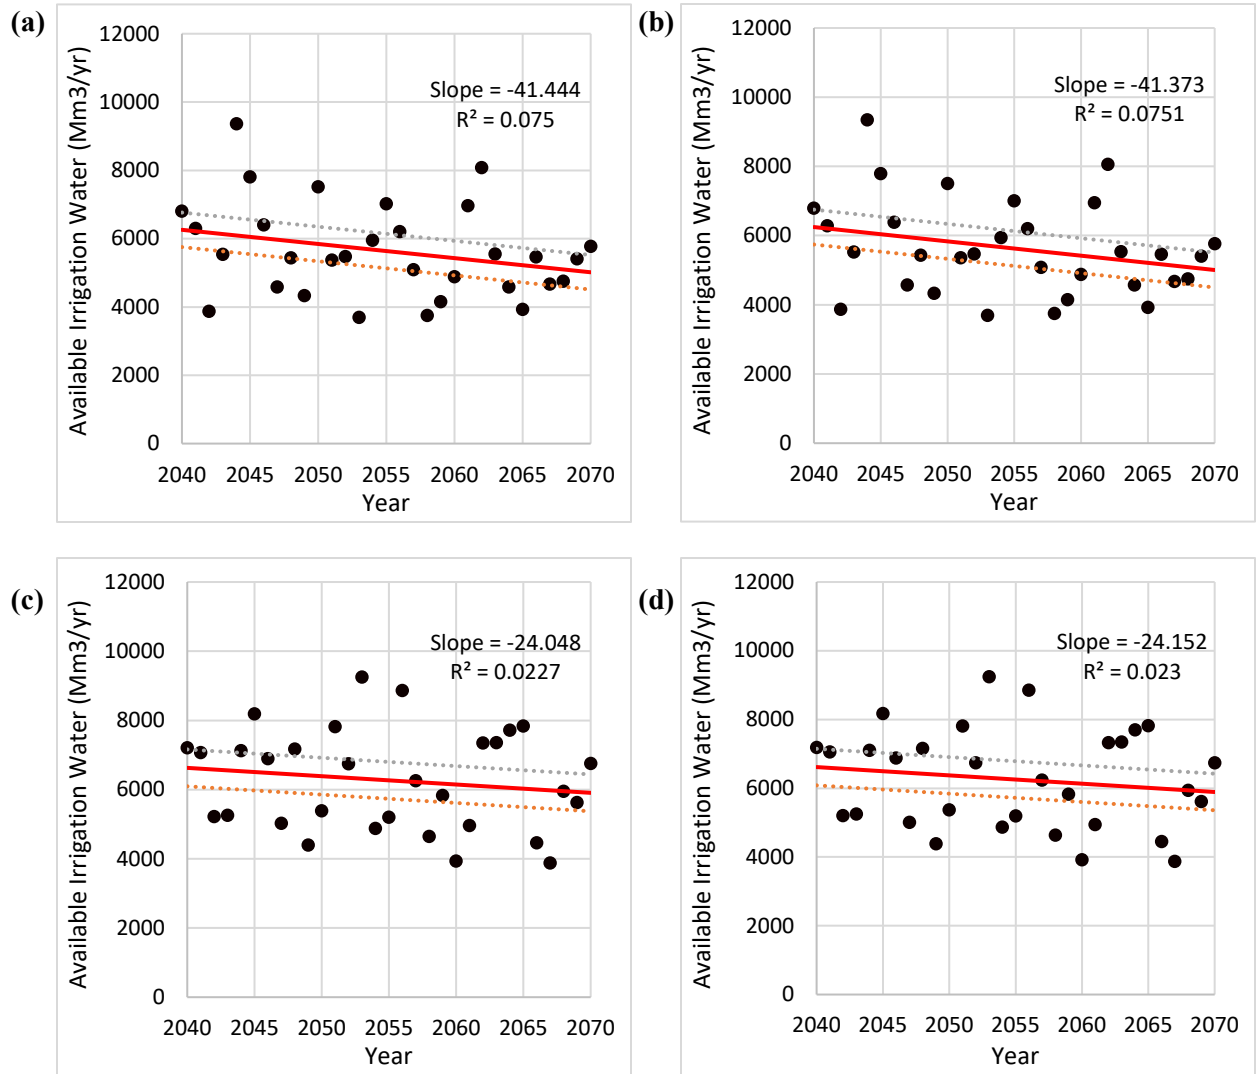 (a)
12000
10000
8000
6000
4000
2000
0
Available Irrigation Water (Mm3/yr)
Slope = -41.444
R² = 0.075
2040 2045 2050 2055 2060 2065 2070
Year
(b)
12000
10000
8000
6000
4000
2000
0
Available Irrigation Water (Mm3/yr)
Slope = -41.373
R² = 0.0751
2040 2045 2050 2055 2060 2065 2070
Year
(c)
12000
10000
8000
6000
4000
2000
0
Available Irrigation Water (Mm3/yr)
Slope = -24.048
R² = 0.0227
2040 2045 2050 2055 2060 2065 2070
Year
(d)
12000
10000
8000
6000
4000
2000
0
Available Irrigation Water (Mm3/yr)
Slope = -24.152
R² = 0.023
2040 2045 2050 2055 2060 2065 2070
Year